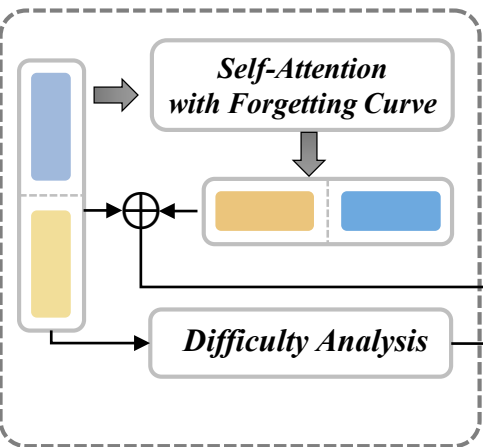 Self-Attention
with Forgetting Curve
Difficulty Analysis